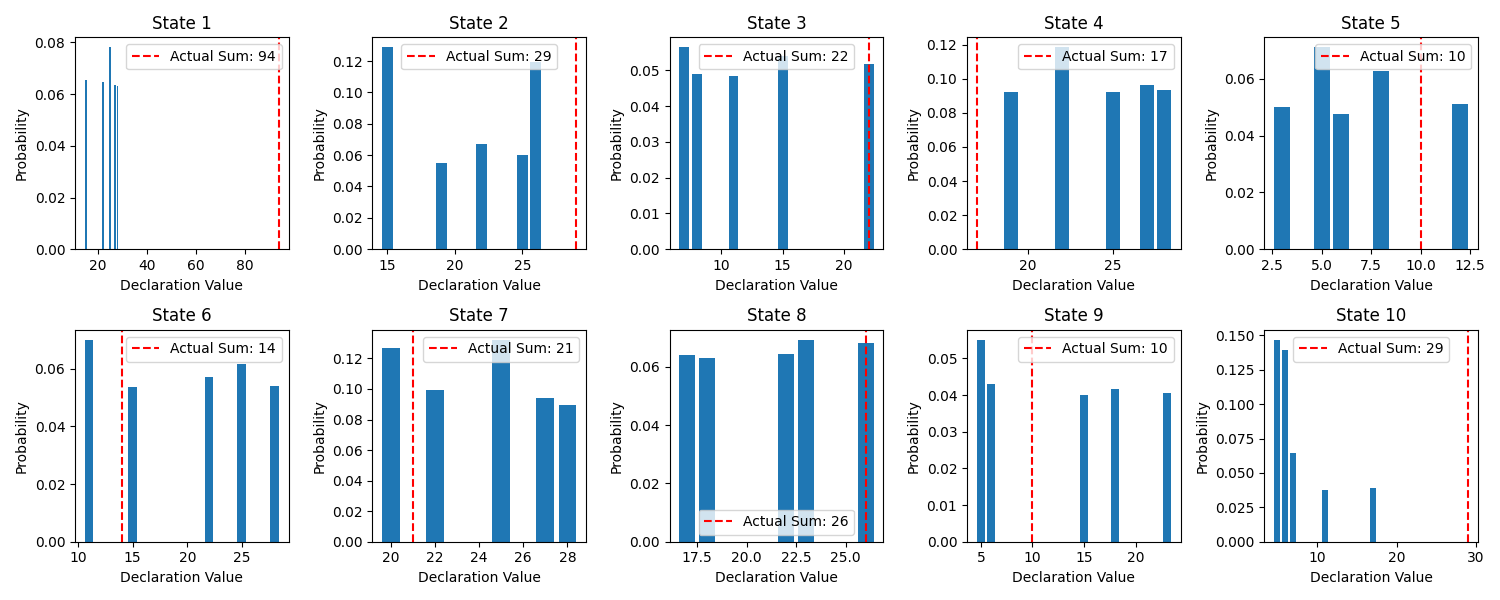 State 1
Actual Sum: 94
Probability
0.08
0.06
0.04
0.02
0.00
20 40 60 80
Declaration Value
State 2
Actual Sum: 29
Probability
0.12
0.10
0.08
0.06
0.04
0.02
0.00
15 20 25
Declaration Value
State 3
Actual Sum: 22
Probability
0.05
0.04
0.03
0.02
0.01
0.00
10 15 20
Declaration Value
State 4
Actual Sum: 17
Probability
0.12
0.10
0.08
0.06
0.04
0.02
0.00
20 25
Declaration Value
State 5
Actual Sum: 10
Probability
0.06
0.04
0.02
0.00
2.5 5.0 7.5 10.0 12.5
Declaration Value
State 6
Actual Sum: 14
Probability
0.06
0.04
0.02
0.00
10 15 20 25
Declaration Value
State 7
Actual Sum: 21
Probability
0.12
0.10
0.08
0.06
0.04
0.02
0.00
20 22 24 26 28
Declaration Value
State 8
Actual Sum: 26
Probability
0.06
0.04
0.02
0.00
17.5 20.0 22.5 25.0
Declaration Value
State 9
Actual Sum: 10
Probability
0.05
0.04
0.03
0.02
0.01
0.00
5 10 15 20
Declaration Value
State 10
Actual Sum: 29
Probability
0.150
0.125
0.100
0.075
0.050
0.025
0.000
10 20 30
Declaration Value